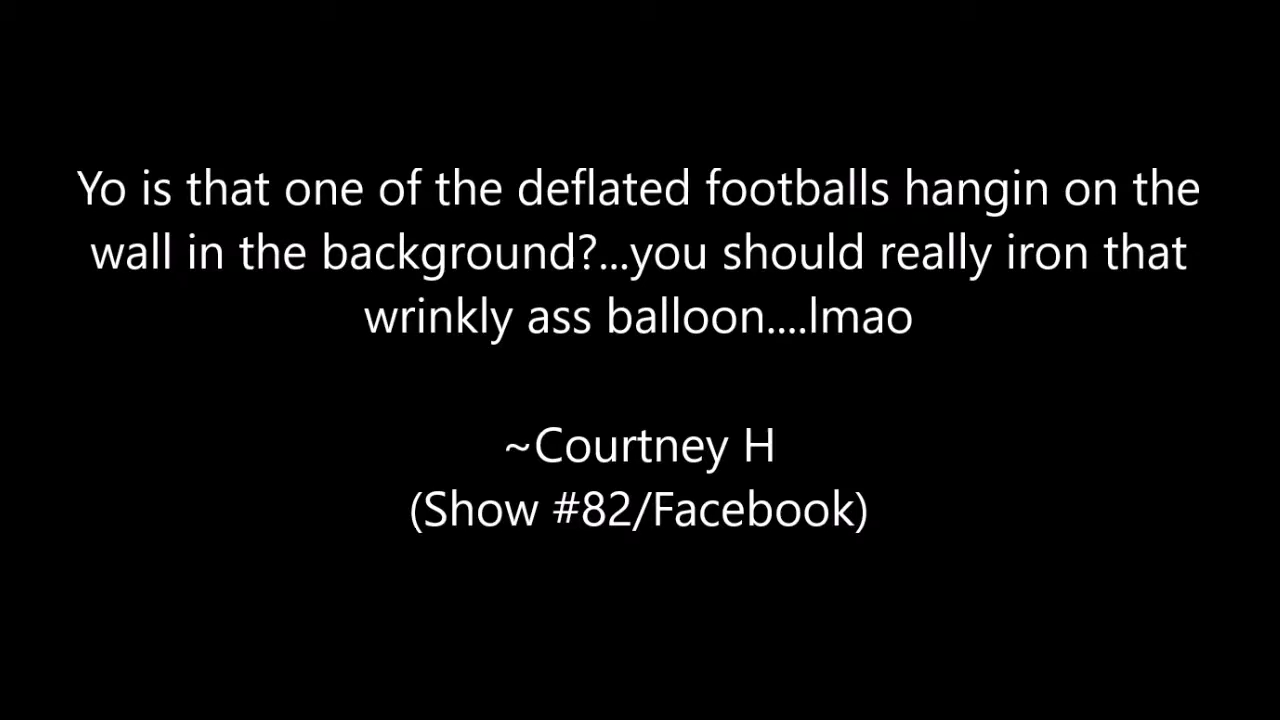 Yo is that one of the deflated footballs hangin on the
wall in the background?...you should really iron that
wrinkly ass balloon....lmao
~Courtney H
(Show #82/Facebook)